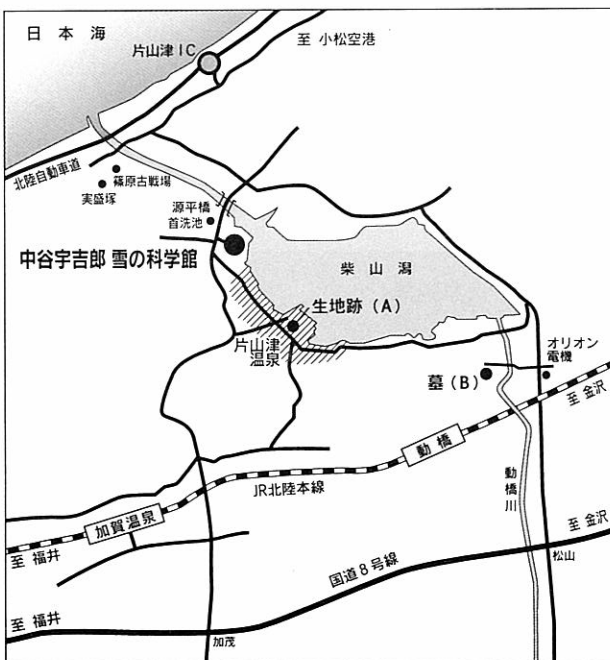 日本海
片山津IC
至 小松空港
北陸自動車道
篠原古戦場
実盛塚
源平橋
首洗池
中谷宇吉郎 雪の科学館
柴山潟
生地跡(A)
片山津
温泉
オリオン
電機
墓(B)
至 金沢
動橋
JR北陸本線
動橋川
加賀温泉
至 福井
至 金沢
国道8号線
松山
至 福井
加茂